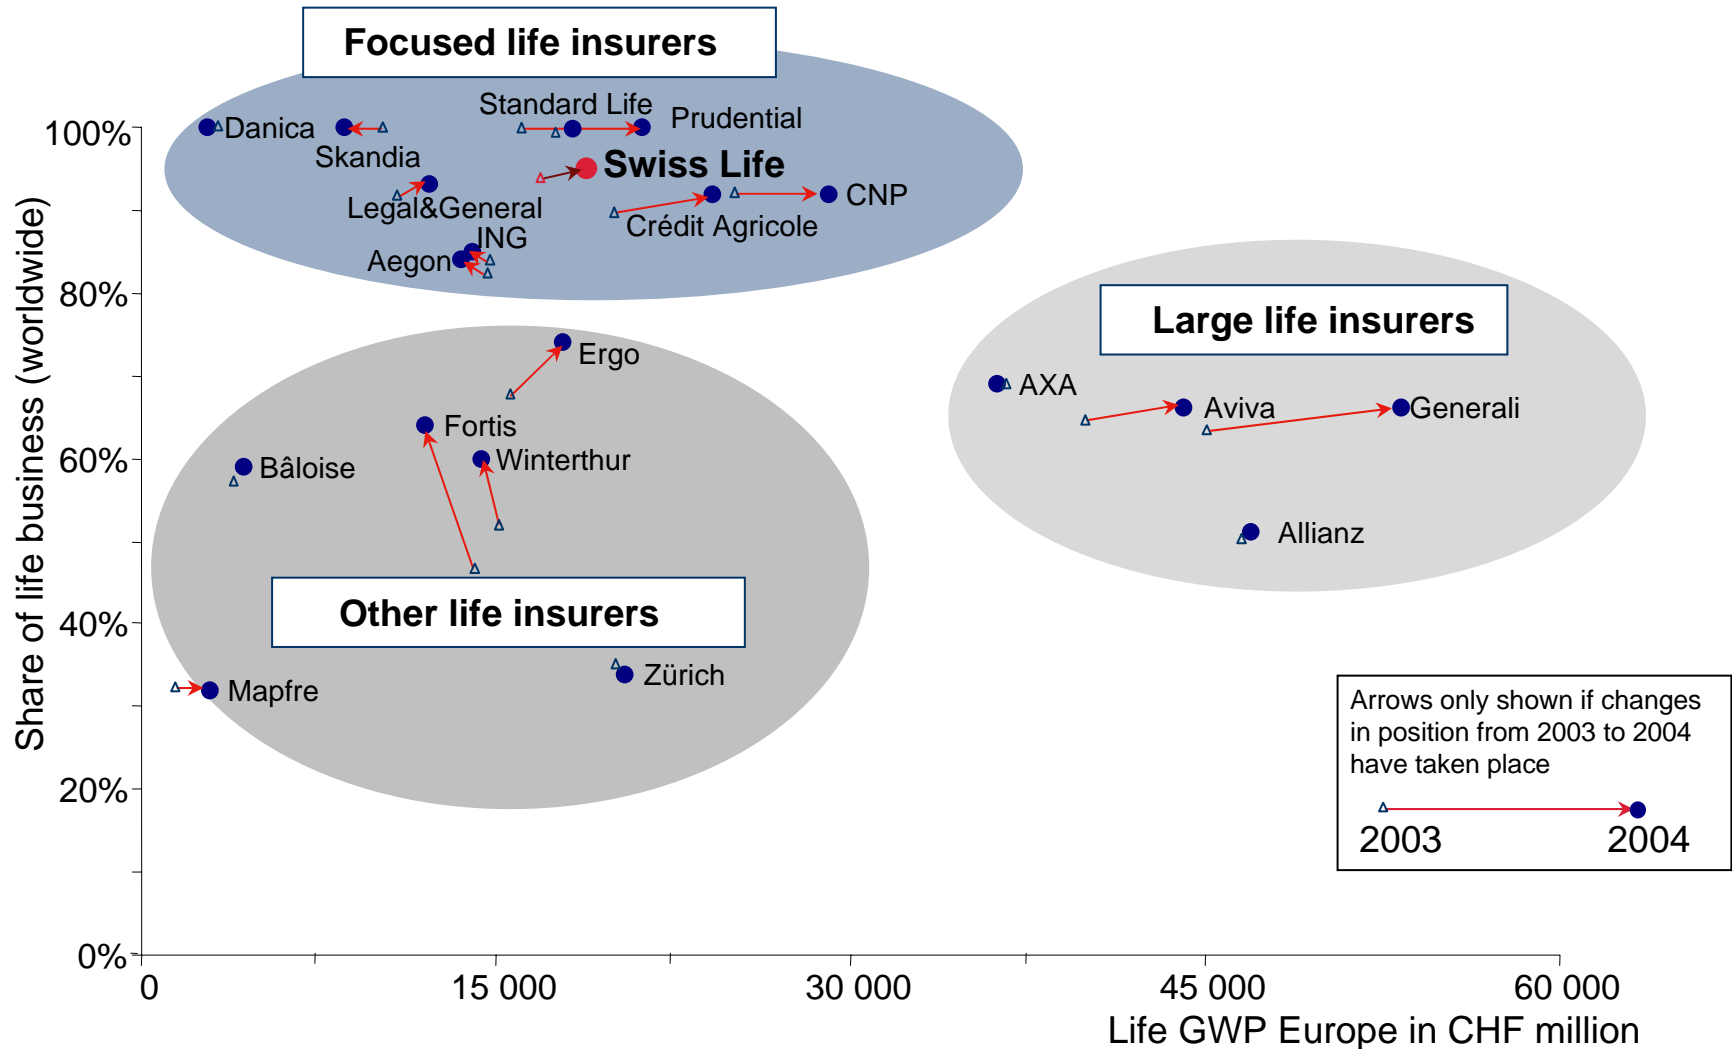 Focused life insurers
Standard Life
100%
Danica
Prudential
Skandia
Swiss Life
Legal&General
CNP
Crédit Agricole
ING
Aegon
80%
Large life insurers
Ergo
AXA
Aviva
Generali
Fortis
60%
Bâloise
Winterthur
Allianz
Other life insurers
40%
Zürich
Mapfre
Share of life business (worldwide)
Arrows only shown if changes
in position from 2003 to 2004
have taken place
2003
2004
20%
0%
0
15 000
30 000
45 000
60 000
Life GWP Europe in CHF million